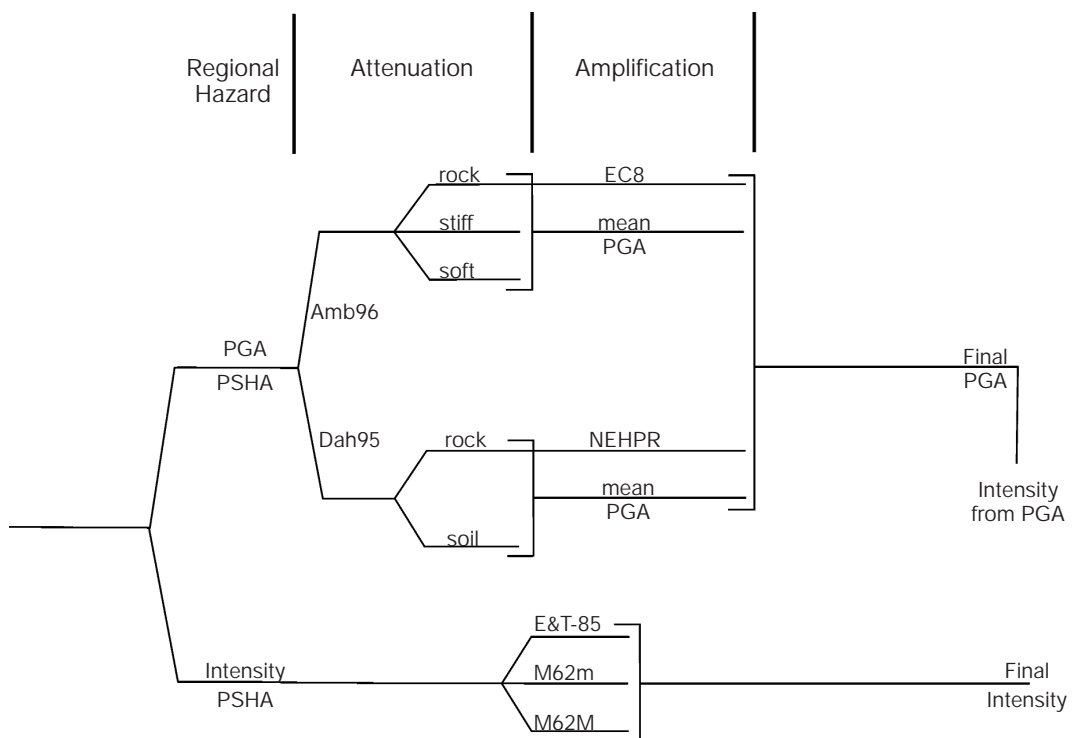 Regional
Hazard
Attenuation
Amplification
rock
EC8
stiff
mean
PGA
soft
Amb96
PGA
PSHA
Final
PGA
Dah95
rock
NEHPR
mean
PGA
soil
Intensity
from PGA
E&T-85
Intensity
PSHA
M62m
M62M
Final
Intensity